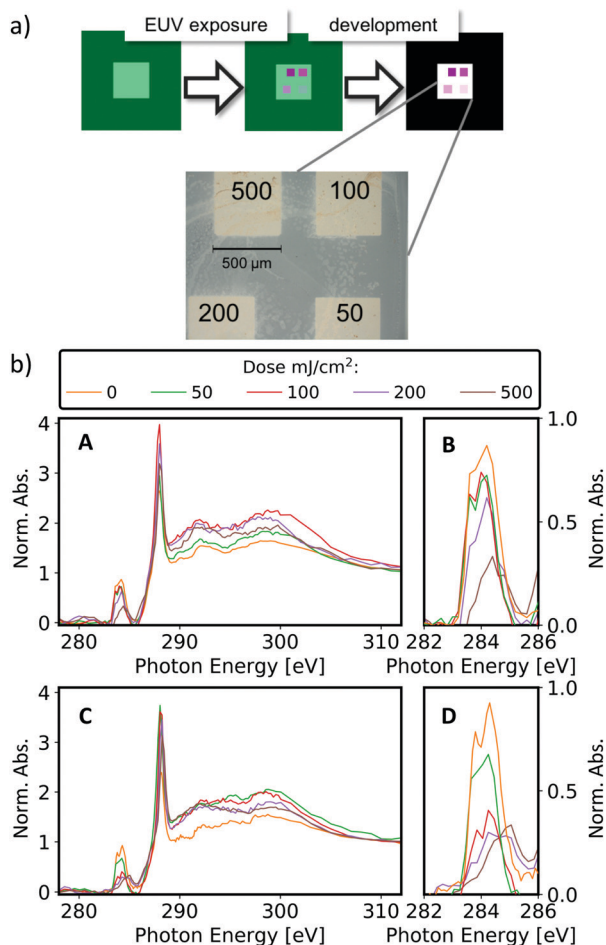 a)
EUV exposure development
500 100
500 µm
200 50
b)
Dose mJ/cm²:
0 50 100 200 500
A
B
Norm. Abs.
4
3
2
1
0
280 290 300 310
Photon Energy [eV]
1.0
0.5
0.0
Norm. Abs.
282 284 286
Photon Energy [eV]
C
D
Norm. Abs.
4
3
2
1
0
280 290 300 310
Photon Energy [eV]
1.0
0.5
0.0
Norm. Abs.
282 284 286
Photon Energy [eV]